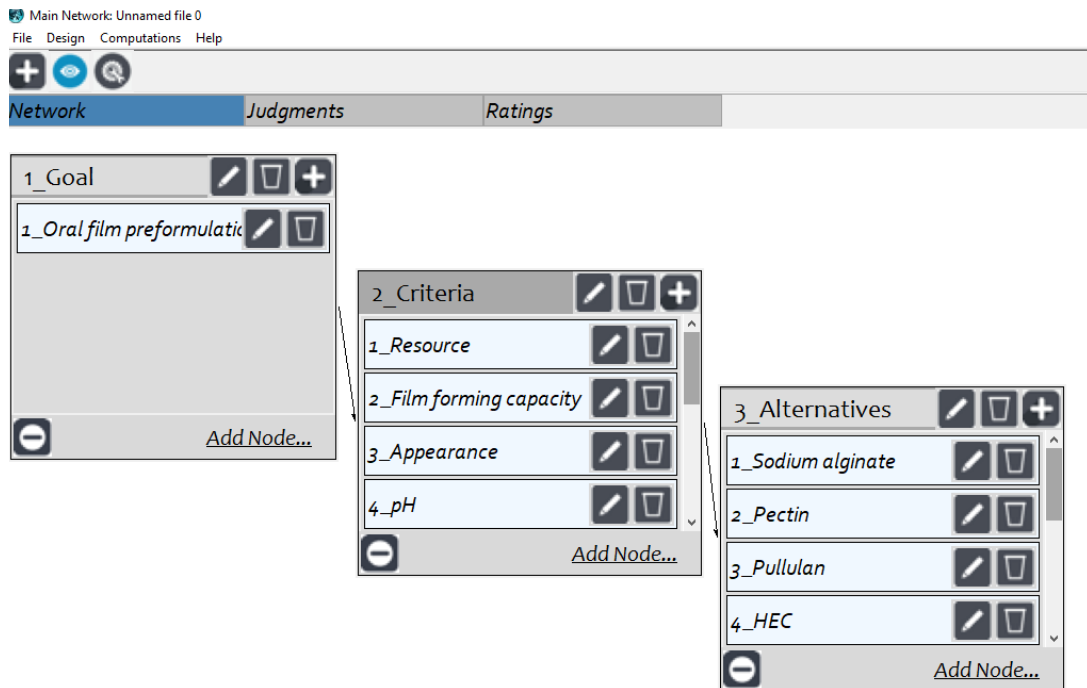 Main Network: Unnamed file 0
File Design Computations Help
Network Judgments Ratings
1_Goal
1_Oral film preformulatic
Add Node...
2_Criteria
1_Resource
2_Film forming capacity
3_Appearance
4_pH
Add Node...
3_Alternatives
1_Sodium alginate
2_Pectin
3_Pullulan
4_HEC
Add Node...